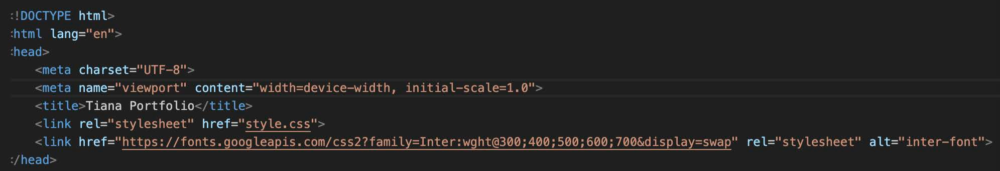 <!DOCTYPE html>
<html lang="en">
<head>
    <meta charset="UTF-8">
    <meta name="viewport" content="width=device-width, initial-scale=1.0">
    <title>Tiana Portfolio</title>
    <link rel="stylesheet" href="style.css">
    <link href="https://fonts.googleapis.com/css2?family=Inter:wght@300;400;500;600;700&display=swap" rel="stylesheet" alt="inter-font">
</head>